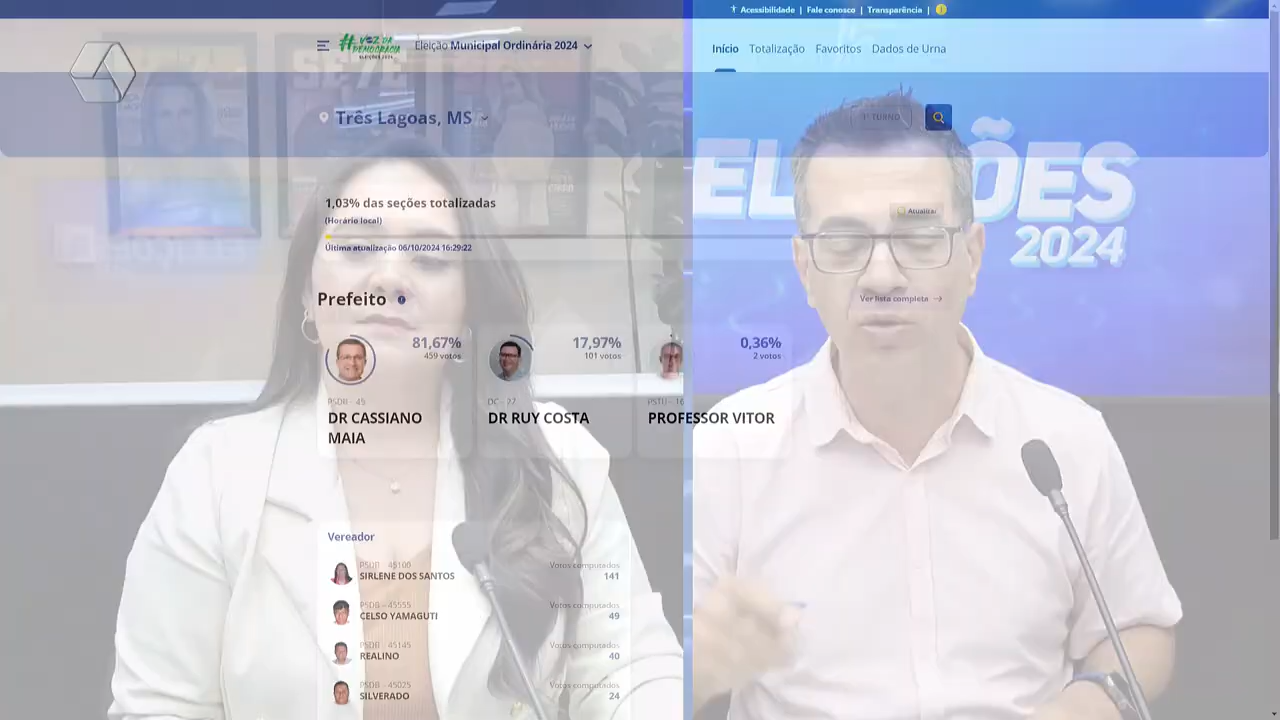 Acessibilidade | Fale conosco | Transparência |
#VOZ DA DEMOCRACIA
ELEIÇÕES 2024
Eleição Municipal Ordinária 2024
Início Totalização Favoritos Dados de Urna
Três Lagoas, MS
1º TURNO
ELEIÇÕES
2024
1,03% das seções totalizadas
(Horário local)
Atualizar
Última atualização 06/10/2024 16:29:22
Prefeito
Ver lista completa →
81,67%
459 votos
PSDB - 45
DR CASSIANO
MAIA
17,97%
101 votos
DC - 27
DR RUY COSTA
0,36%
2 votos
PSTU - 16
PROFESSOR VITOR
Vereador
PSDB - 45100 Votos computados
SIRLENE DOS SANTOS 141
PSDB - 45555 Votos computados
CELSO YAMAGUTI 49
PSDB - 45145 Votos computados
REALINO 40
PSDB - 45025 Votos computados
SILVERADO 24